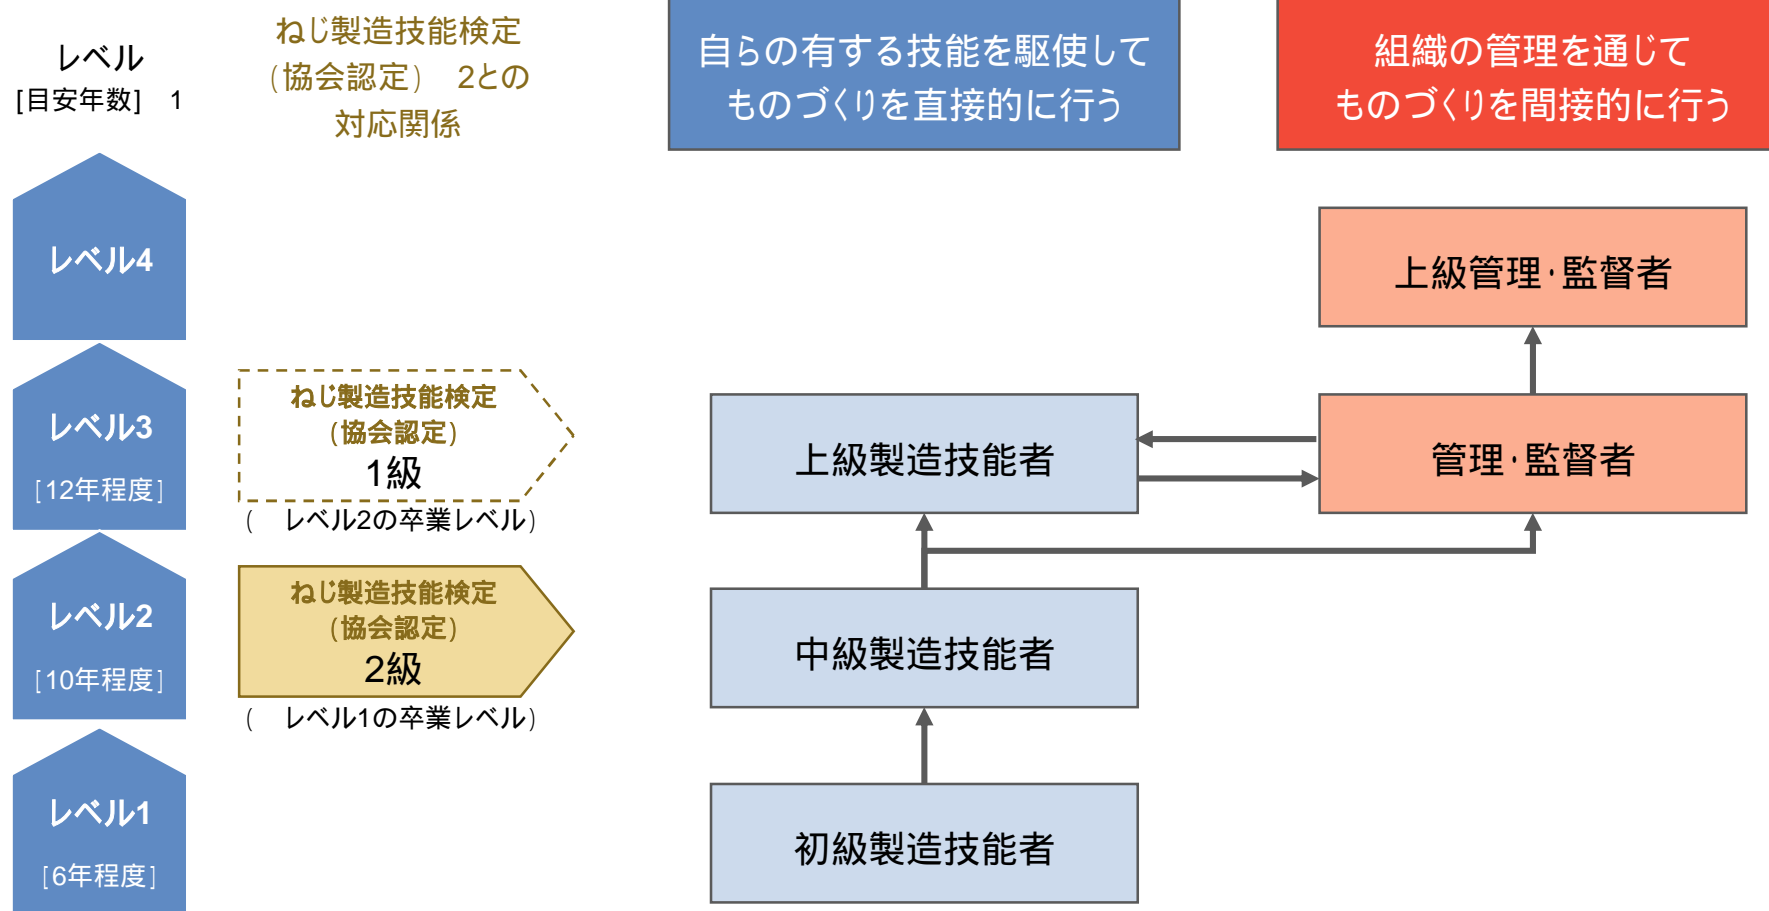 レベル
[目安年数]　1
ねじ製造技能検定
(協会認定)　2との
対応関係
自らの有する技能を駆使して
ものづくりを直接的に行う
組織の管理を通じて
ものづくりを間接的に行う
レベル4
上級管理・監督者
レベル3
[12年程度]
ねじ製造技能検定
(協会認定)
1級
(　レベル2の卒業レベル)
上級製造技能者
管理・監督者
レベル2
[10年程度]
ねじ製造技能検定
(協会認定)
2級
(　レベル1の卒業レベル)
中級製造技能者
レベル1
[6年程度]
初級製造技能者